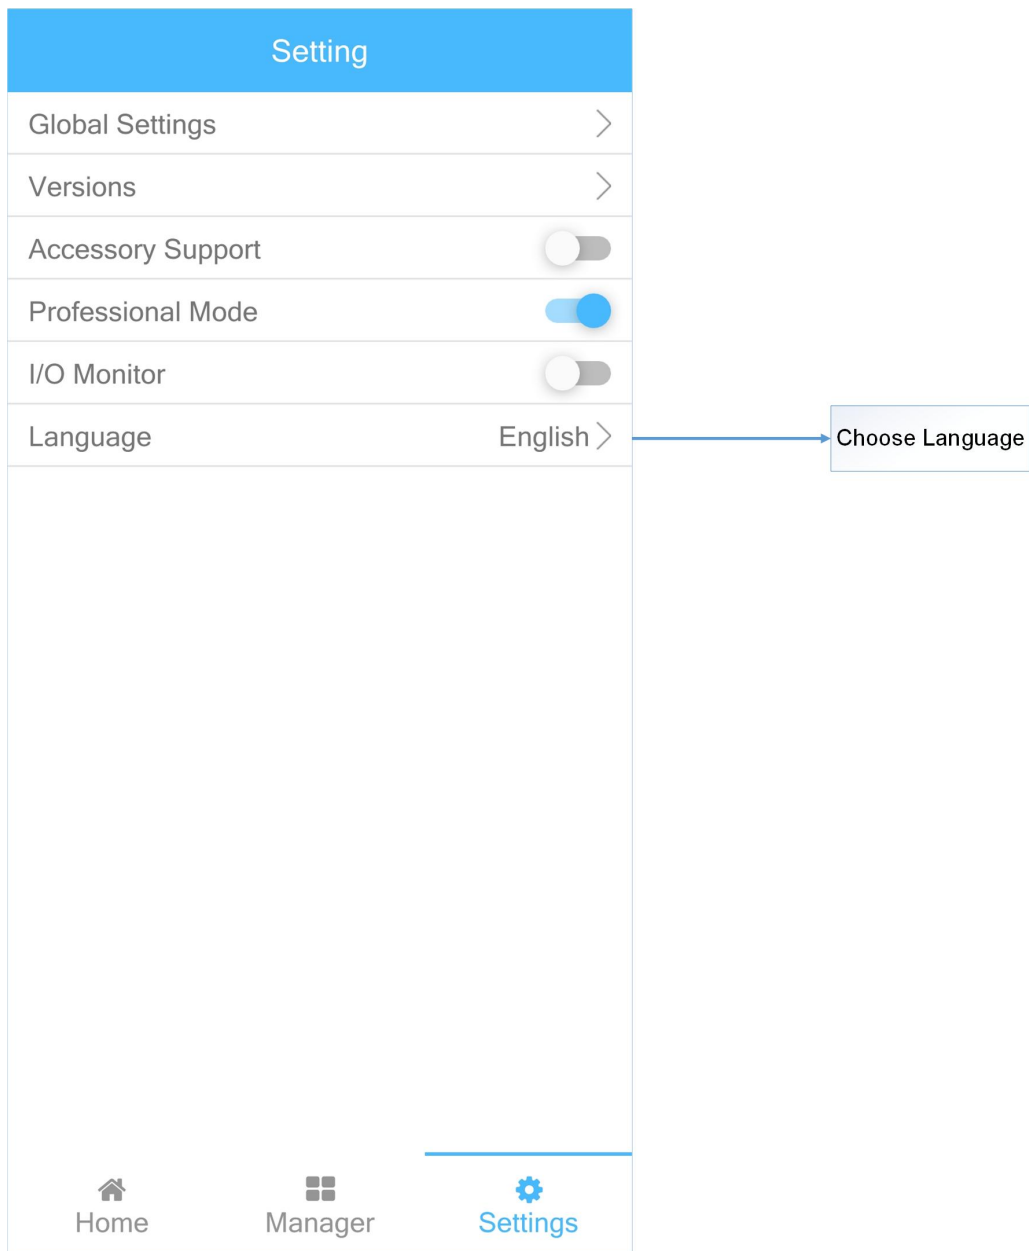 Setting
Global Settings
Versions
Accessory Support
Professional Mode
I/O Monitor
Language English
Choose Language
Home Manager Settings